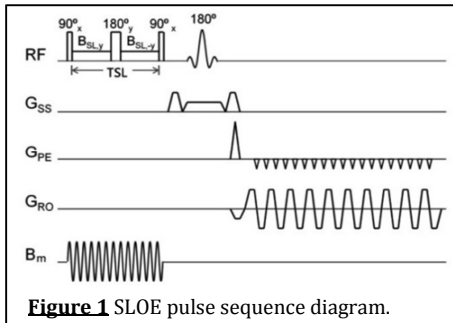 90°ₓ 180°ᵧ 90°ₓ 180°
RF B_SL,y B_SL,-y
TSL
G_SS
G_PE
G_RO
B_m
Figure 1 SLOE pulse sequence diagram.